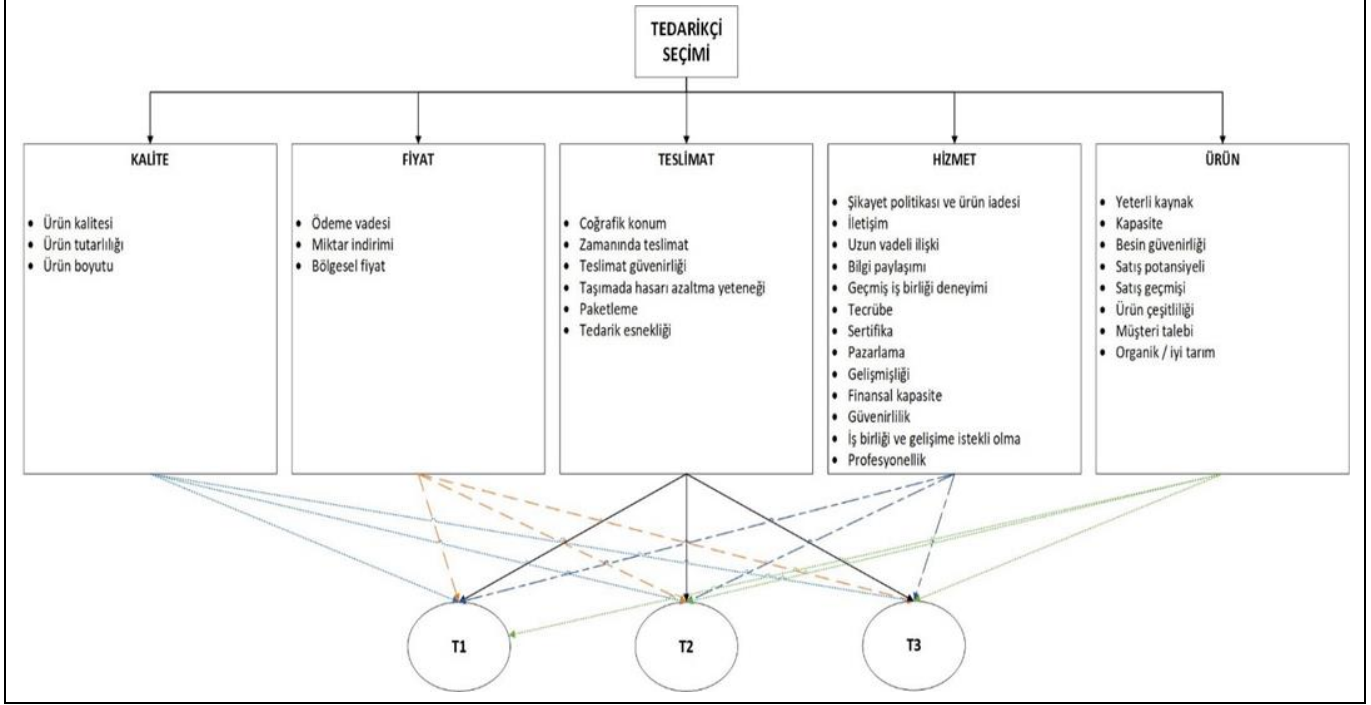 TEDARİKÇİ
SEÇİMİ
KALİTE
• Ürün kalitesi
• Ürün tutarlılığı
• Ürün boyutu
FİYAT
• Ödeme vadesi
• Miktar indirimi
• Bölgesel fiyat
TESLİMAT
• Coğrafik konum
• Zamanında teslimat
• Teslimat güvenirliği
• Taşımada hasarı azaltma yeteneği
• Paketleme
• Tedarik esnekliği
HİZMET
• Şikayet politikası ve ürün iadesi
• İletişim
• Uzun vadeli ilişki
• Bilgi paylaşımı
• Geçmiş iş birliği deneyimi
• Tecrübe
• Sertifika
• Pazarlama
• Gelişmişliği
• Finansal kapasite
• Güvenirlilik
• İş birliği ve gelişime istekli olma
• Profesyonellik
ÜRÜN
• Yeterli kaynak
• Kapasite
• Besin güvenirliği
• Satış potansiyeli
• Satış geçmişi
• Ürün çeşitliliği
• Müşteri talebi
• Organik / iyi tarım
T1
T2
T3